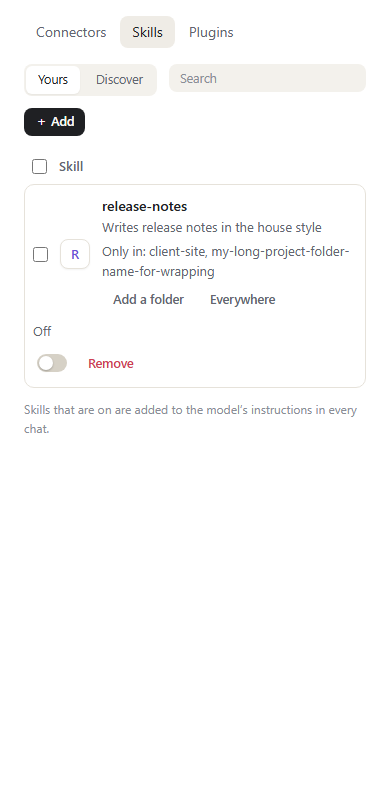 Connectors Skills Plugins
Yours Discover Search
+ Add
Skill
release-notes
Writes release notes in the house style
R
Only in: client-site, my-long-project-folder-
name-for-wrapping
Add a folder Everywhere
Off
Remove
Skills that are on are added to the model's instructions in every
chat.